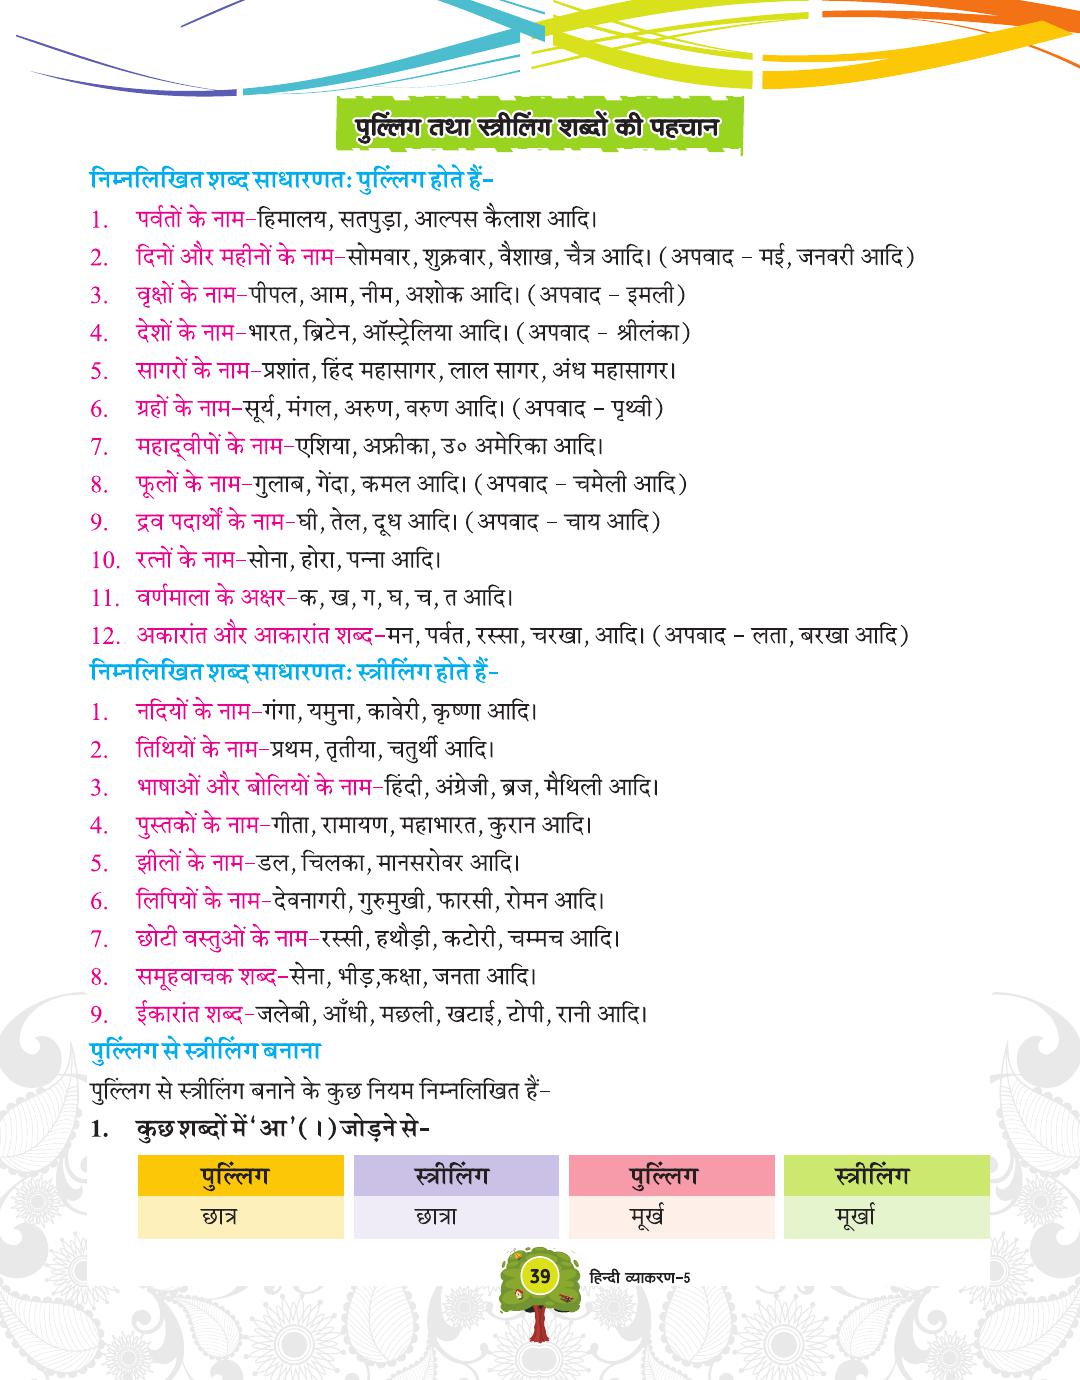 पुल्लिंग तथा स्त्रीलिंग शब्दों की पहचान
निम्नलिखित शब्द साधारणतः पुल्लिंग होते हैं–
1. पर्वतों के नाम–हिमालय, सतपुड़ा, आल्पस कैलाश आदि।
2. दिनों और महीनों के नाम–सोमवार, शुक्रवार, वैशाख, चैत्र आदि। (अपवाद – मई, जनवरी आदि)
3. वृक्षों के नाम–पीपल, आम, नीम, अशोक आदि। (अपवाद – इमली)
4. देशों के नाम–भारत, ब्रिटेन, ऑस्ट्रेलिया आदि। (अपवाद – श्रीलंका)
5. सागरों के नाम–प्रशांत, हिंद महासागर, लाल सागर, अंध महासागर।
6. ग्रहों के नाम–सूर्य, मंगल, अरुण, वरुण आदि। (अपवाद – पृथ्वी)
7. महाद्‌वीपों के नाम–एशिया, अफ्रीका, उ० अमेरिका आदि।
8. फूलों के नाम–गुलाब, गेंदा, कमल आदि। (अपवाद – चमेली आदि)
9. द्रव पदार्थों के नाम–घी, तेल, दूध आदि। (अपवाद – चाय आदि)
10. रत्नों के नाम–सोना, होरा, पन्ना आदि।
11. वर्णमाला के अक्षर–क, ख, ग, घ, च, त आदि।
12. अकारांत और आकारांत शब्द–मन, पर्वत, रस्सा, चरखा, आदि। (अपवाद – लता, बरखा आदि)
निम्नलिखित शब्द साधारणतः स्त्रीलिंग होते हैं–
1. नदियों के नाम–गंगा, यमुना, कावेरी, कृष्णा आदि।
2. तिथियों के नाम–प्रथम, तृतीया, चतुर्थी आदि।
3. भाषाओं और बोलियों के नाम–हिंदी, अंग्रेजी, ब्रज, मैथिली आदि।
4. पुस्तकों के नाम–गीता, रामायण, महाभारत, कुरान आदि।
5. झीलों के नाम–डल, चिलका, मानसरोवर आदि।
6. लिपियों के नाम–देवनागरी, गुरुमुखी, फारसी, रोमन आदि।
7. छोटी वस्तुओं के नाम–रस्सी, हथौड़ी, कटोरी, चम्मच आदि।
8. समूहवाचक शब्द–सेना, भीड़,कक्षा, जनता आदि।
9. ईकारांत शब्द–जलेबी, आँधी, मछली, खटाई, टोपी, रानी आदि।
पुल्लिंग से स्त्रीलिंग बनाना
पुल्लिंग से स्त्रीलिंग बनाने के कुछ नियम निम्नलिखित हैं–
1. कुछ शब्दों में ‘आ’ (।) जोड़ने से–
पुल्लिंग स्त्रीलिंग पुल्लिंग स्त्रीलिंग
छात्र छात्रा मूर्ख मूर्खा
39 हिन्दी व्याकरण–5